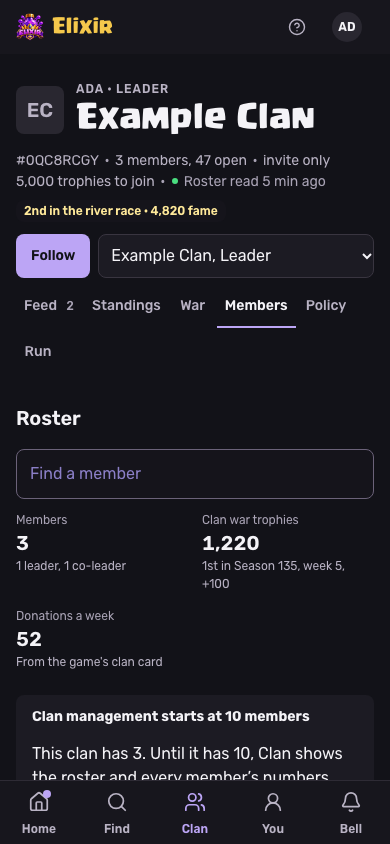 Elixir
AD
EC
ADA • LEADER
Example Clan
#0QC8RCGY • 3 members, 47 open • invite only
5,000 trophies to join • Roster read 5 min ago
2nd in the river race • 4,820 fame
Follow
Example Clan, Leader
Feed 2 Standings War Members Policy
Run
Roster
Find a member
Members
3
1 leader, 1 co-leader
Clan war trophies
1,220
1st in Season 135, week 5,
+100
Donations a week
52
From the game's clan card
Clan management starts at 10 members
This clan has 3. Until it has 10, Clan shows
the roster and every member's numbers
Home Find Clan You Bell